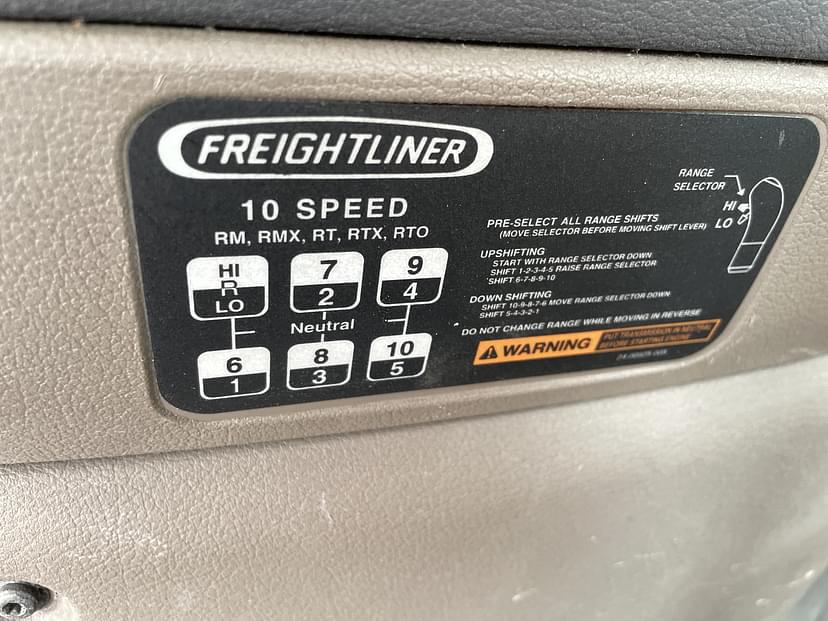 FREIGHTLINER
10 SPEED
RM, RMX, RT, RTX, RTO
HI
R
LO
7
2
9
4
Neutral
6
1
8
3
10
5
RANGE
SELECTOR
HI
LO
PRE-SELECT ALL RANGE SHIFTS
(MOVE SELECTOR BEFORE MOVING SHIFT LEVER)
UPSHIFTING
START WITH RANGE SELECTOR DOWN
SHIFT 1-2-3-4-5 RAISE RANGE SELECTOR
SHIFT 6-7-8-9-10
DOWN SHIFTING
SHIFT 10-9-8-7-6 MOVE RANGE SELECTOR DOWN
SHIFT 5-4-3-2-1
DO NOT CHANGE RANGE WHILE MOVING IN REVERSE
WARNING
PUT TRANSMISSION IN NEUTRAL
BEFORE STARTING ENGINE